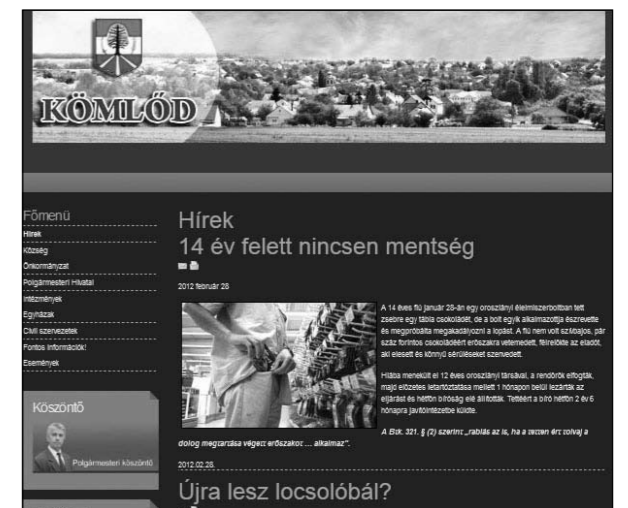 KÖMLŐD
Főmenü
Hírek
Község
Önkormányzat
Polgármesteri Hivatal
Intézmények
Egyházak
Civil szervezetek
Fontos információk!
Események
Köszöntő
Polgármesteri köszöntő
Hírek
14 év felett nincsen mentség
2012 február 28
A 14 éves fiú január 28-án egy oroszlányi élelmiszerboltban tett
zsebre egy tábla csokoládét, de a bolt egyik alkalmazottja észrevette
és megpróbálta megakadályozni a lopást. A fiú nem volt szívbajos, pár
száz forintos csokoládéért erőszakra vetemedett, félrelökte az eladót,
aki elesett és könnyű sérüléseket szenvedett.
Hiába menekült el 12 éves oroszlányi társával, a rendőrök elfogták,
majd előzetes letartóztatása mellett 1 hónapon belül lezárták az
eljárást és hétfőn bíróság elé állították. Tettéért a bíró hétfőn 2 év 6
hónapra javítóintézetbe küldte.
A Btk. 321. § (2) szerint „rablás az is, ha a tetten ért tolvaj a
dolog megtartása végett erőszakot ... alkalmaz".
2012.02.28.
Újra lesz locsolóbál?